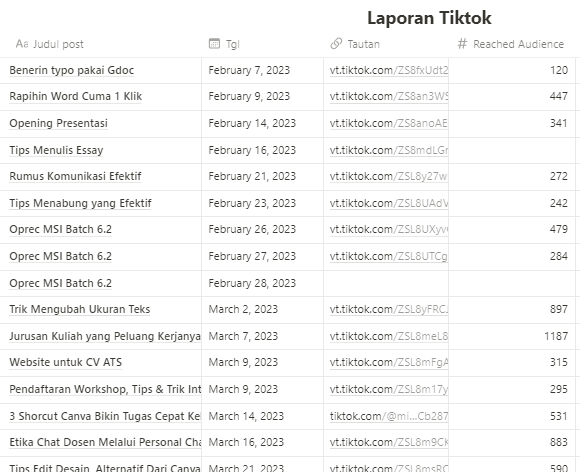 Laporan Tiktok
Aa Judul post Tgl Tautan # Reached Audience
Benerin typo pakai Gdoc February 7, 2023 vt.tiktok.com/ZS8fxUdt2 120
Rapihin Word Cuma 1 Klik February 9, 2023 vt.tiktok.com/ZS8an3WS 447
Opening Presentasi February 14, 2023 vt.tiktok.com/ZS8anoAE 341
Tips Menulis Essay February 16, 2023 vt.tiktok.com/ZS8mdLGr
Rumus Komunikasi Efektif February 21, 2023 vt.tiktok.com/ZSL8y27w 272
Tips Menabung yang Efektif February 23, 2023 vt.tiktok.com/ZSL8UAdV 242
Oprec MSI Batch 6.2 February 26, 2023 vt.tiktok.com/ZSL8UXyv 479
Oprec MSI Batch 6.2 February 27, 2023 vt.tiktok.com/ZSL8UTCg 284
Oprec MSI Batch 6.2 February 28, 2023
Trik Mengubah Ukuran Teks March 2, 2023 vt.tiktok.com/ZSL8yFRC 897
Jurusan Kuliah yang Peluang Kerjanya March 7, 2023 vt.tiktok.com/ZSL8meL8 1187
Website untuk CV ATS March 9, 2023 vt.tiktok.com/ZSL8mFgA 315
Pendaftaran Workshop, Tips & Trik Int March 9, 2023 vt.tiktok.com/ZSL8m17y 295
3 Shorcut Canva Bikin Tugas Cepat Ke March 14, 2023 tiktok.com/@mi...Cb287 531
Etika Chat Dosen Melalui Personal Cha March 16, 2023 vt.tiktok.com/ZSL8m9CK 883
Tips Edit Desain, Alternatif Dari Canva March 21, 2023 vt.tiktok.com/ZSL8msRC 590